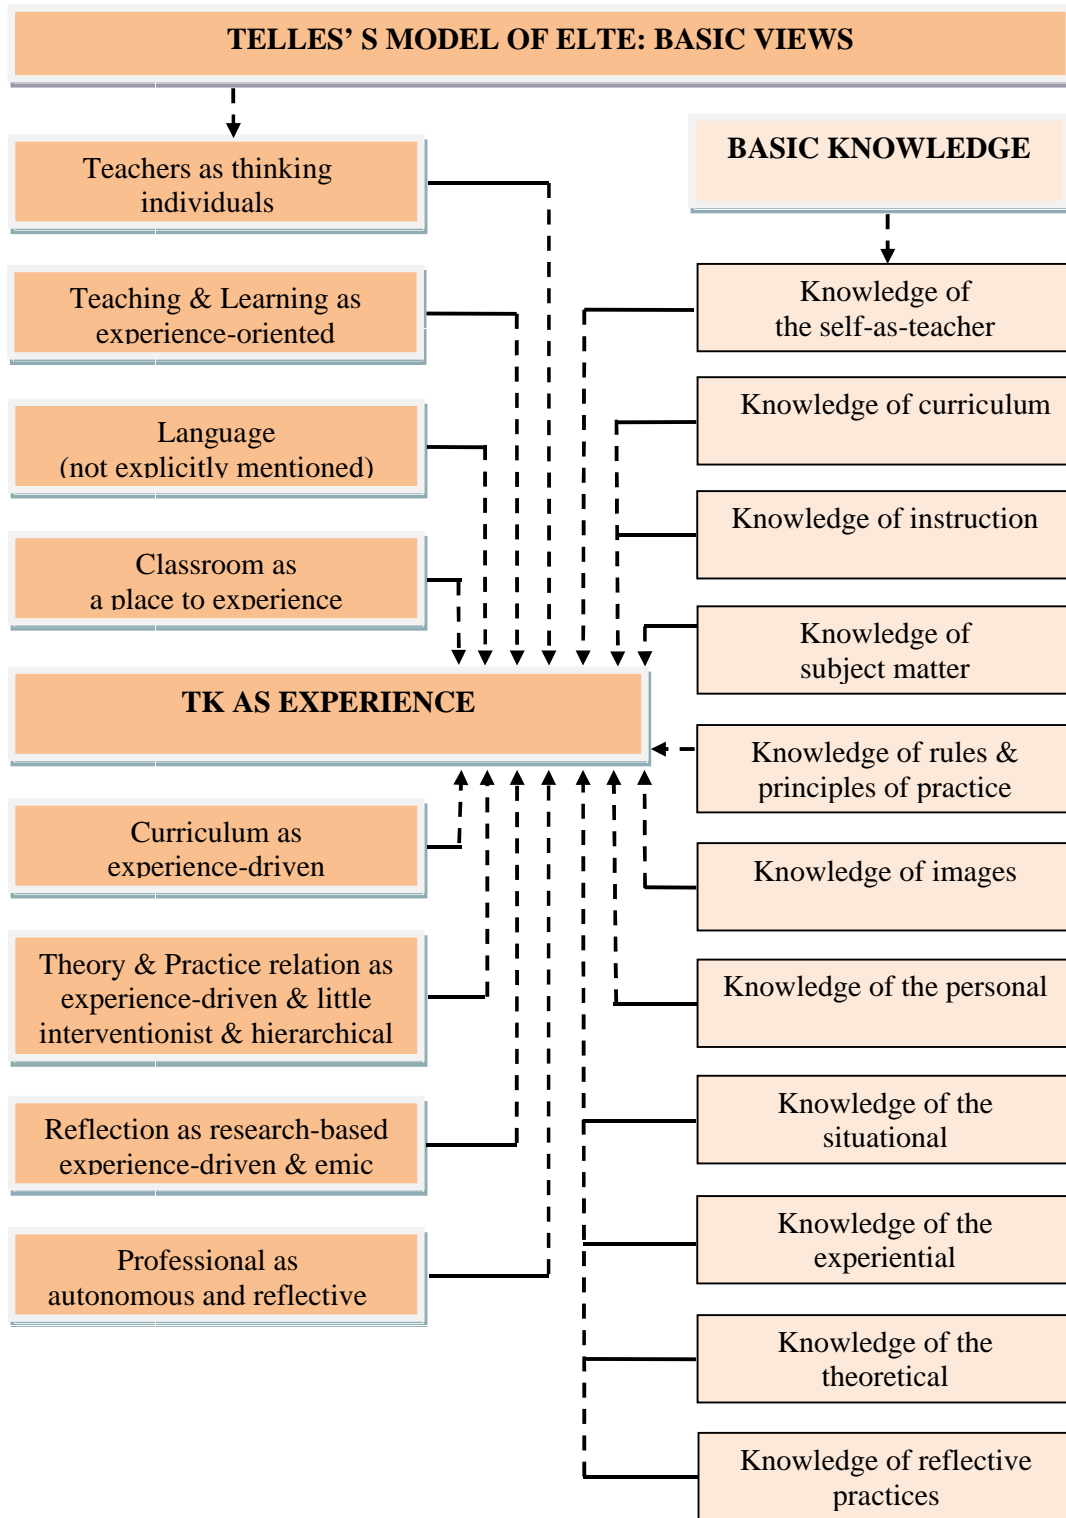 TELLES’ S MODEL OF ELTE: BASIC VIEWS
Teachers as thinking
individuals
Teaching & Learning as
experience-oriented
Language
(not explicitly mentioned)
Classroom as
a place to experience
TK AS EXPERIENCE
Curriculum as
experience-driven
Theory & Practice relation as
experience-driven & little
interventionist & hierarchical
Reflection as research-based
experience-driven & emic
Professional as
autonomous and reflective
BASIC KNOWLEDGE
Knowledge of
the self-as-teacher
Knowledge of curriculum
Knowledge of instruction
Knowledge of
subject matter
Knowledge of rules &
principles of practice
Knowledge of images
Knowledge of the personal
Knowledge of the
situational
Knowledge of the
experiential
Knowledge of the
theoretical
Knowledge of reflective
practices